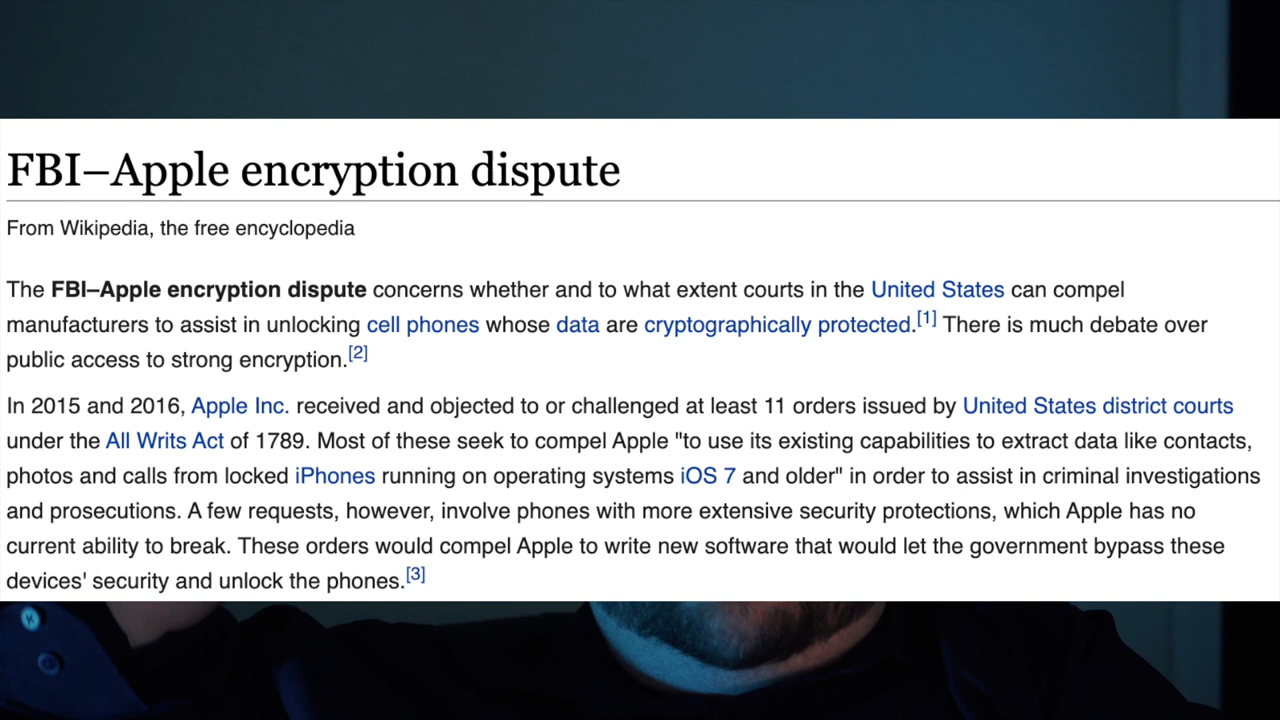 FBI–Apple encryption dispute
From Wikipedia, the free encyclopedia
The FBI–Apple encryption dispute concerns whether and to what extent courts in the United States can compel
manufacturers to assist in unlocking cell phones whose data are cryptographically protected.[1] There is much debate over
public access to strong encryption.[2]
In 2015 and 2016, Apple Inc. received and objected to or challenged at least 11 orders issued by United States district courts
under the All Writs Act of 1789. Most of these seek to compel Apple "to use its existing capabilities to extract data like contacts,
photos and calls from locked iPhones running on operating systems iOS 7 and older" in order to assist in criminal investigations
and prosecutions. A few requests, however, involve phones with more extensive security protections, which Apple has no
current ability to break. These orders would compel Apple to write new software that would let the government bypass these
devices' security and unlock the phones.[3]